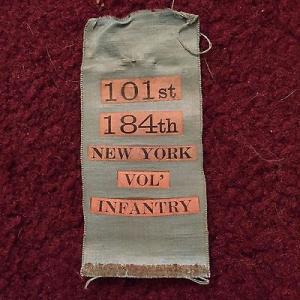 101st
184th
NEW YORK
VOL'
INFANTRY